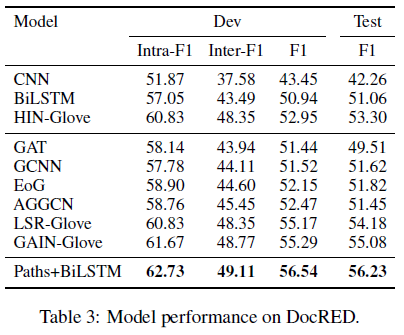 Model Dev Test
Intra-F1 Inter-F1 F1 F1
CNN 51.87 37.58 43.45 42.26
BiLSTM 57.05 43.49 50.94 51.06
HIN-Glove 60.83 48.35 52.95 53.30
GAT 58.14 43.94 51.44 49.51
GCNN 57.78 44.11 51.52 51.62
EoG 58.90 44.60 52.15 51.82
AGGCN 58.76 45.45 52.47 51.45
LSR-Glove 60.83 48.35 55.17 54.18
GAIN-Glove 61.67 48.77 55.29 55.08
Paths+BiLSTM 62.73 49.11 56.54 56.23
Table 3: Model performance on DocRED.